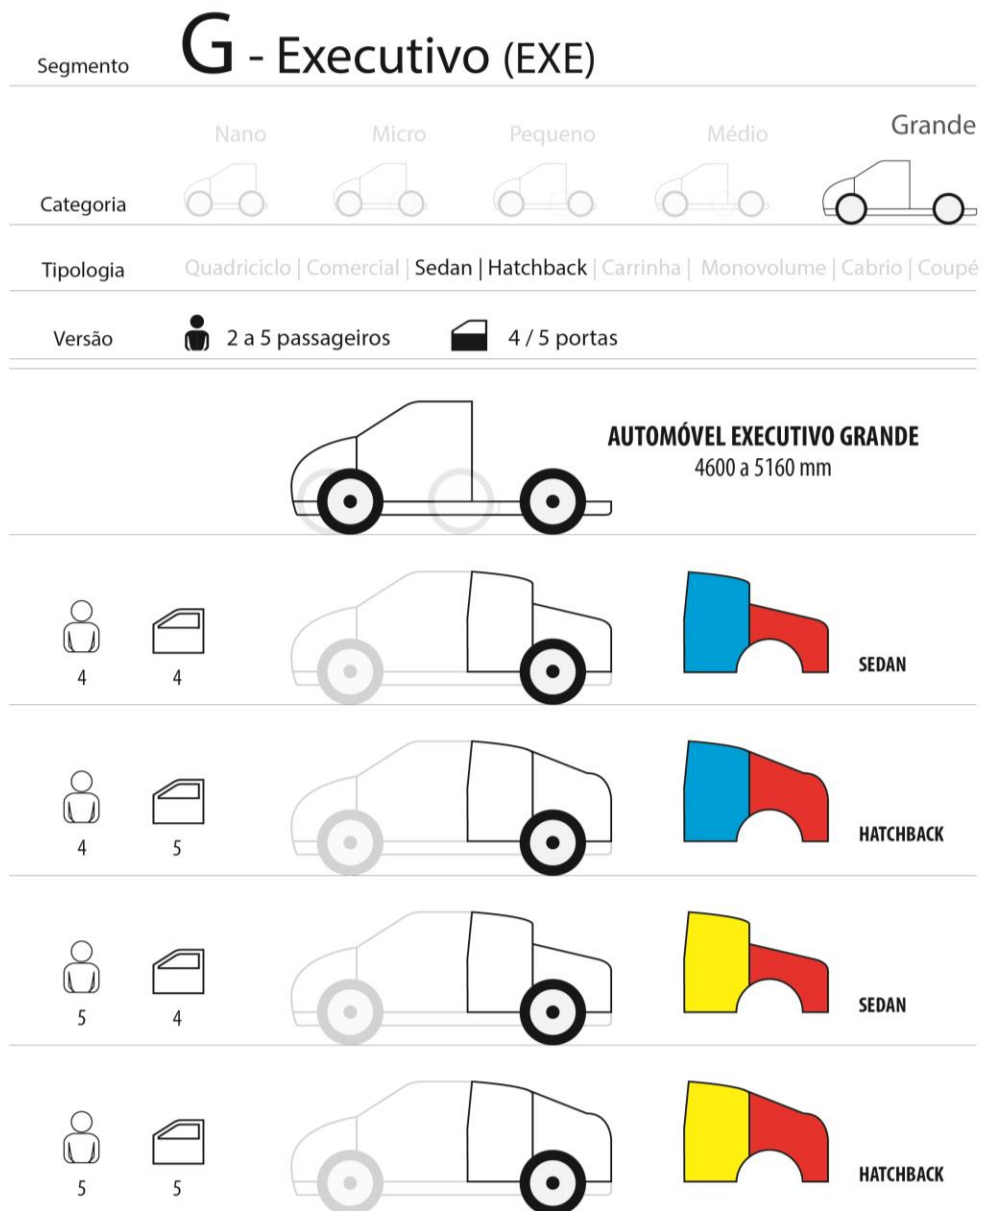 Segmento G - Executivo (EXE)
Nano Micro Pequeno Médio Grande
Categoria
Tipologia Quadriciclo | Comercial | Sedan | Hatchback | Carrinha | Monovolume | Cabrio | Coupé
Versão 2 a 5 passageiros 4 / 5 portas
AUTOMÓVEL EXECUTIVO GRANDE
4600 a 5160 mm
SEDAN
4 4
HATCHBACK
4 5
SEDAN
5 4
HATCHBACK
5 5